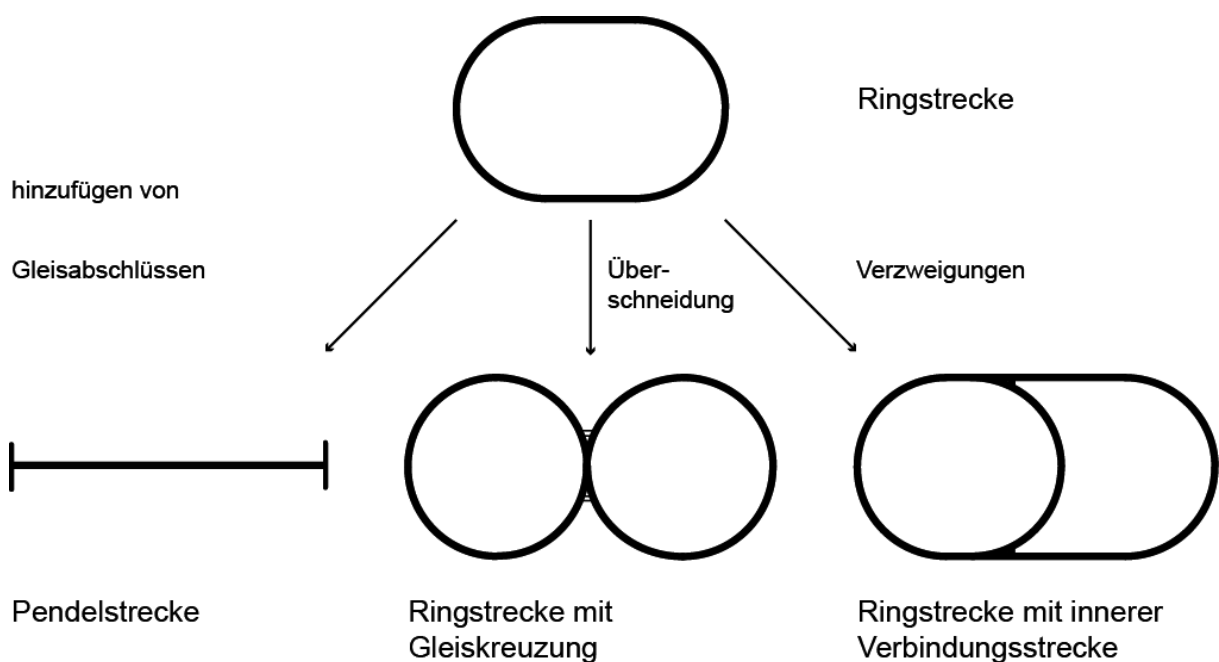 Ringstrecke
hinzufügen von
Gleisabschlüssen
Über-
schneidung
Verzweigungen
Pendelstrecke
Ringstrecke mit
Gleiskreuzung
Ringstrecke mit innerer
Verbindungsstrecke